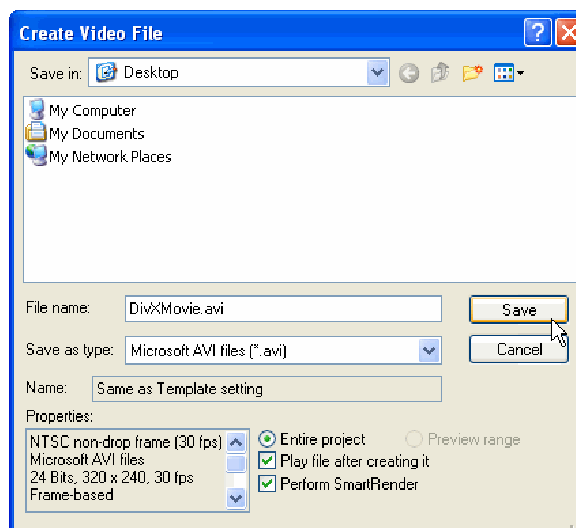 Create Video File
?
Save in: Desktop
My Computer
My Documents
My Network Places
File name: DivXMovie.avi Save
Save as type: Microsoft AVI files (*.avi) Cancel
Name: Same as Template setting
Properties:
NTSC non-drop frame (30 fps)
Microsoft AVI files
24 Bits, 320 x 240, 30 fps
Frame-based
Entire project Preview range
Play file after creating it
Perform SmartRender